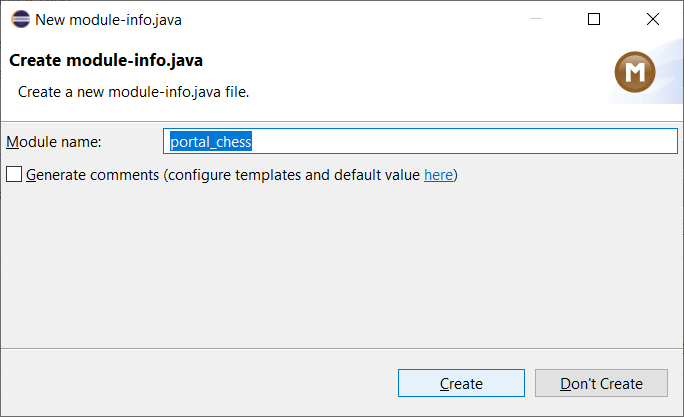 New module-info.java
Create module-info.java
Create a new module-info.java file.
M
Module name:
portal_chess
Generate comments (configure templates and default value here)
Create
Don't Create